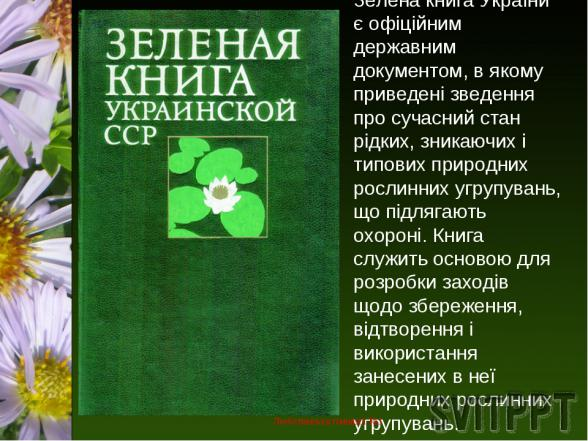 ЗЕЛЕНАЯ
КНИГА
УКРАИНСКОЙ
ССР
Зелена книга України
є офіційним
державним
документом, в якому
приведені зведення
про сучасний стан
рідких, зникаючих і
типових природних
рослинних угрупувань,
що підлягають
охороні. Книга
служить основою для
розробки заходів
щодо збереження,
відтворення і
використання
занесених в неї
природних рослинних
угрупувань.
SVITPPT